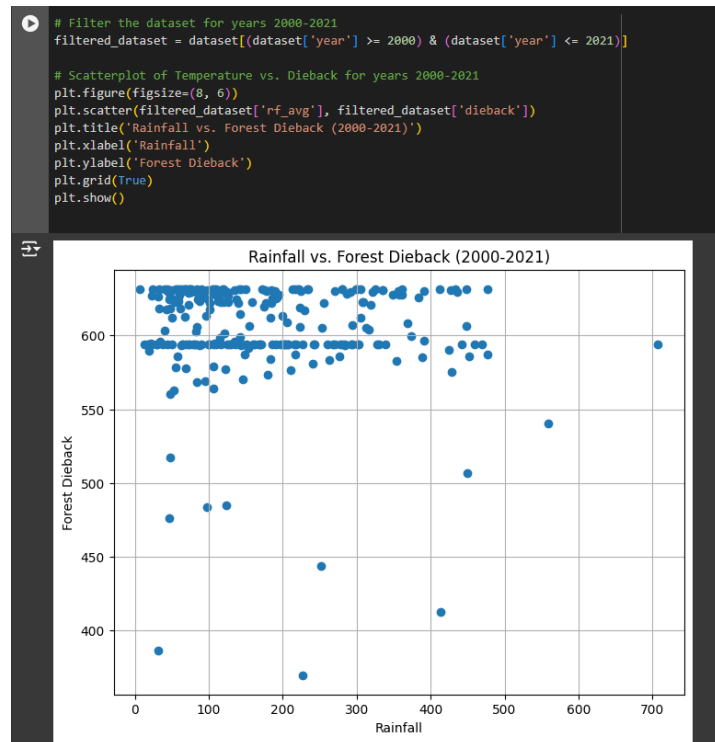 # Filter the dataset for years 2000-2021
filtered_dataset = dataset[(dataset['year'] >= 2000) & (dataset['year'] <= 2021)]
# Scatterplot of Temperature vs. Dieback for years 2000-2021
plt.figure(figsize=(8, 6))
plt.scatter(filtered_dataset['rf_avg'], filtered_dataset['dieback'])
plt.title('Rainfall vs. Forest Dieback (2000-2021)')
plt.xlabel('Rainfall')
plt.ylabel('Forest Dieback')
plt.grid(True)
plt.show()
Rainfall vs. Forest Dieback (2000-2021)
600
550
500
450
400
Forest Dieback
0 100 200 300 400 500 600 700
Rainfall